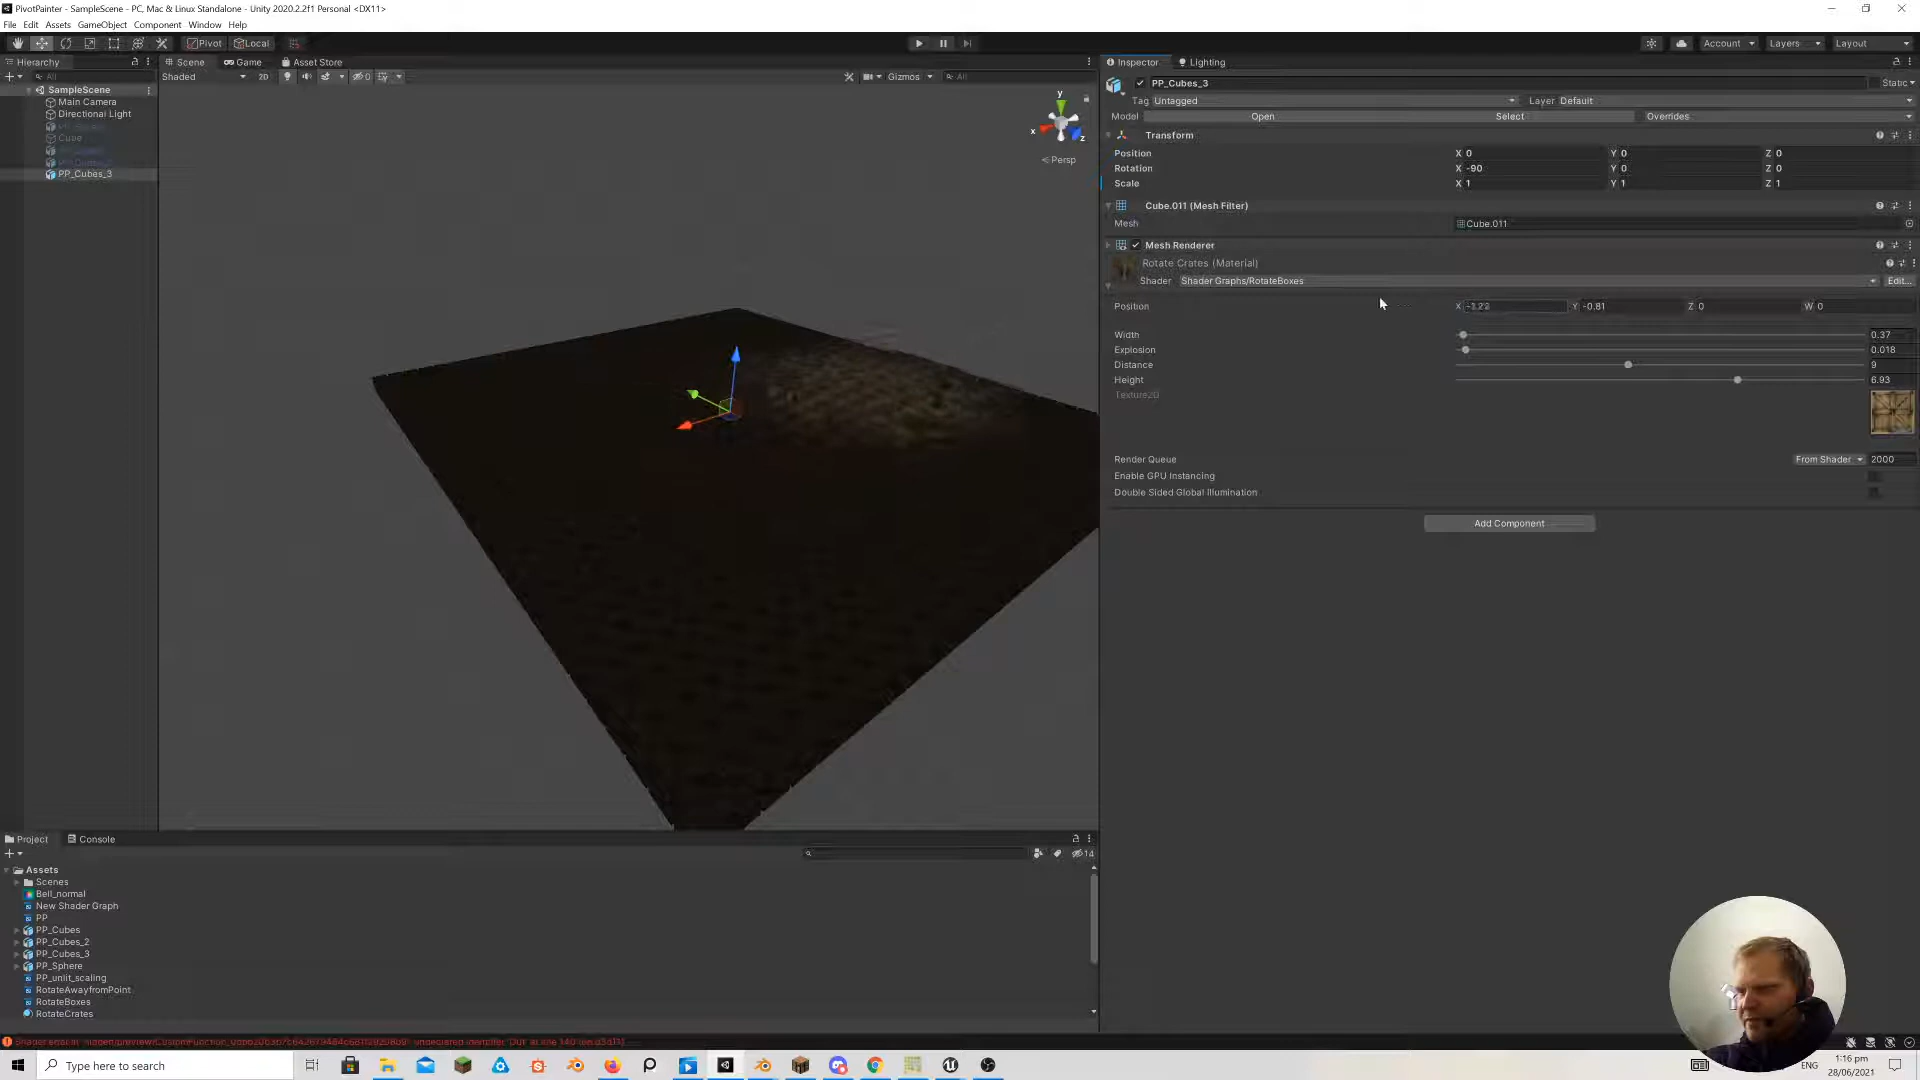 PivotPainter - SampleScene - PC, Mac & Linux Standalone - Unity 2020.2.2f1 Personal <DX11>
File Edit Assets GameObject Component Window Help
Pivot Local Account Layers Layout
Hierarchy Scene Game Asset Store Inspector Lighting
All Shaded 2D Gizmos All
SampleScene
Main Camera
Directional Light
Cube
PP_Cubes_3
y
x
z
Persp
PP_Cubes_3 Static
Tag Untagged Layer Default
Model Open Select Overrides
Transform
Position X 0 Y 0 Z 0
Rotation X -90 Y 0 Z 0
Scale X 1 Y 1 Z 1
Cube.011 (Mesh Filter)
Mesh Cube.011
Mesh Renderer
Rotate Crates (Material)
Shader Shader Graphs/RotateBoxes Edit...
Position X Y -0.81 Z 0 W 0
Width 0.37
Explosion 0.018
Distance 9
Height 6.93
Texture2D
Render Queue From Shader 2000
Enable GPU Instancing
Double Sided Global Illumination
Add Component
Project Console
14
Assets
Scenes
Bell_normal
New Shader Graph
PP
PP_Cubes
PP_Cubes_2
PP_Cubes_3
PP_Sphere
PP_unlit_scaling
RotateAwayfromPoint
RotateBoxes
RotateCrates
Type here to search
ENG
1:16 pm
28/06/2021